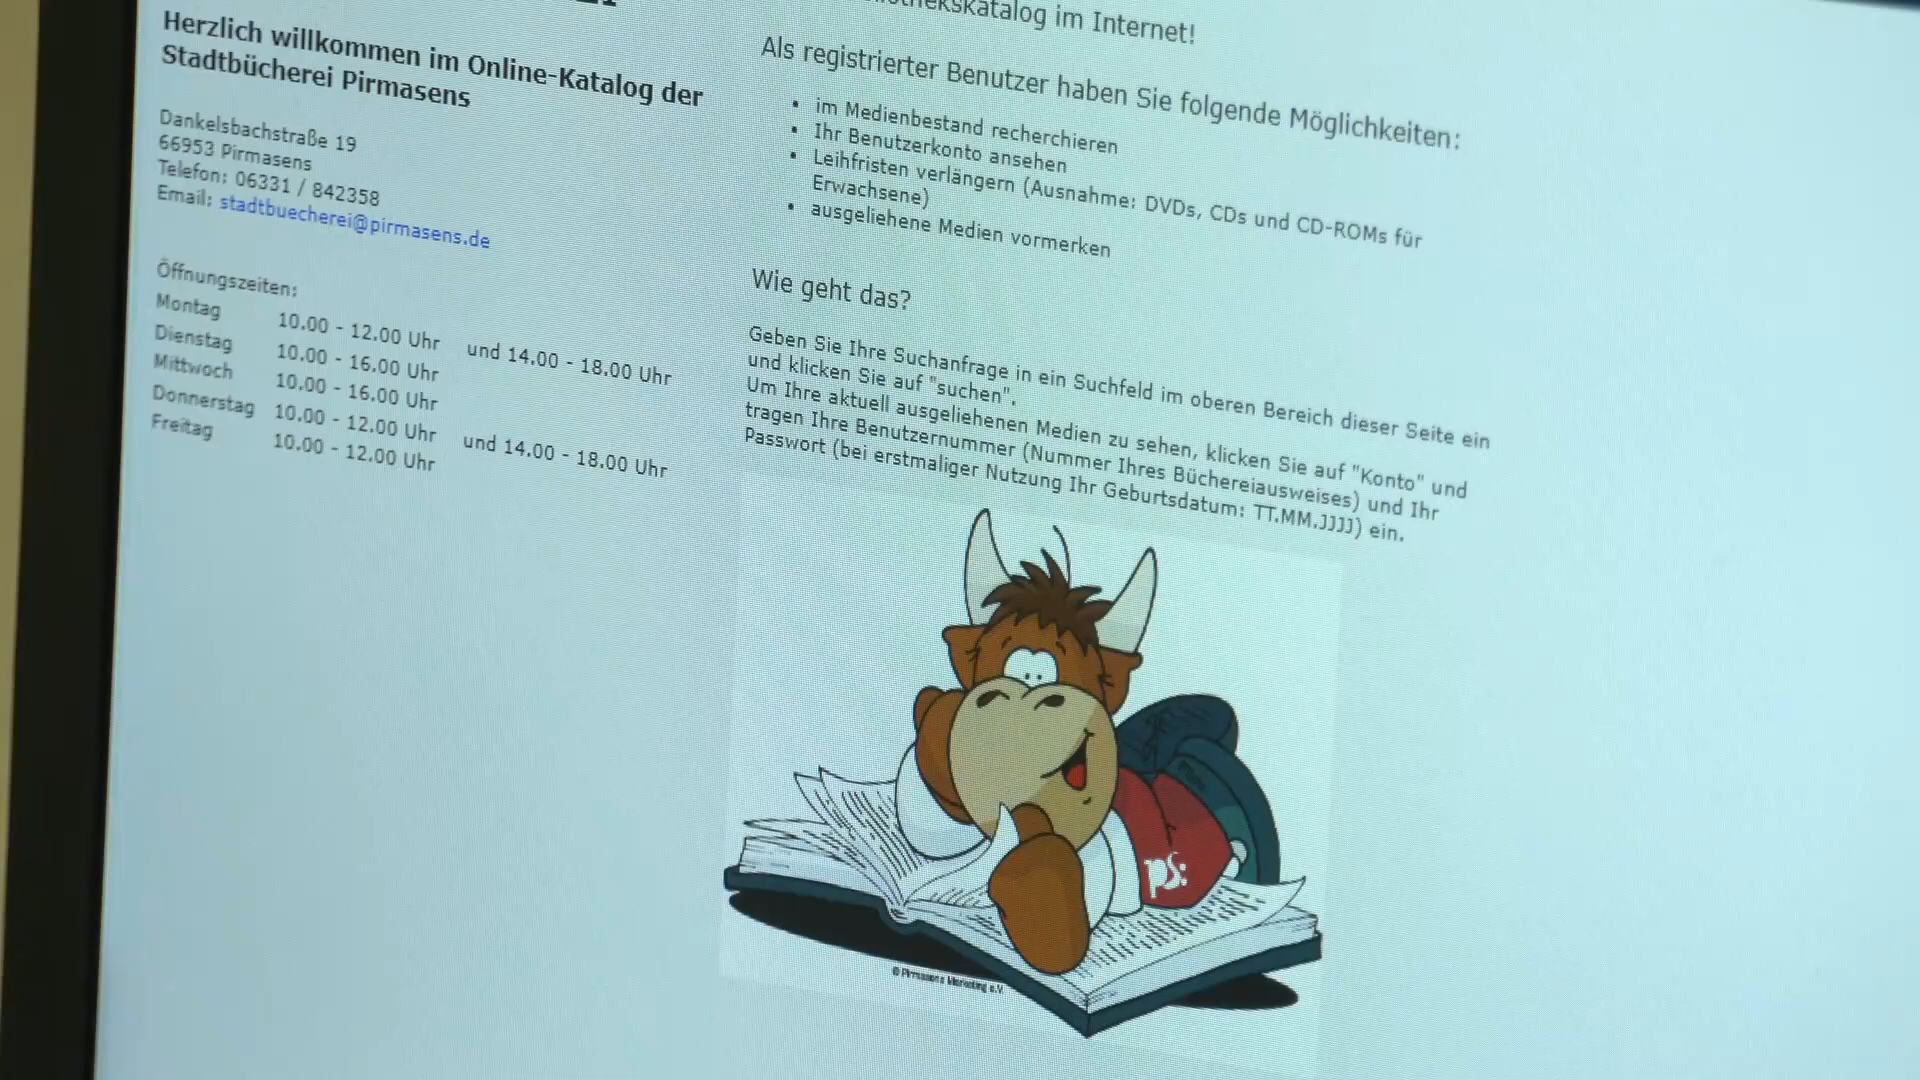 Herzlich willkommen im Online-Katalog der
Stadtbücherei Pirmasens
Dankelsbachstraße 19
66953 Pirmasens
Telefon: 06331 / 842358
Email: stadtbuecherei@pirmasens.de
Öffnungszeiten:
Montag 10.00 - 12.00 Uhr und 14.00 - 18.00 Uhr
Dienstag 10.00 - 16.00 Uhr
Mittwoch 10.00 - 16.00 Uhr
Donnerstag 10.00 - 12.00 Uhr und 14.00 - 18.00 Uhr
Freitag 10.00 - 12.00 Uhr
im Internet!
Als registrierter Benutzer haben Sie folgende Möglichkeiten:
• im Medienbestand recherchieren
• Ihr Benutzerkonto ansehen
• Leihfristen verlängern (Ausnahme: DVDs, CDs und CD-ROMs für
Erwachsene)
• ausgeliehene Medien vormerken
Wie geht das?
Geben Sie Ihre Suchanfrage in ein Suchfeld im oberen Bereich dieser Seite ein
und klicken Sie auf "suchen".
Um Ihre aktuell ausgeliehenen Medien zu sehen, klicken Sie auf "Konto" und
tragen Ihre Benutzernummer (Nummer Ihres Büchereiausweises) und Ihr
Passwort (bei erstmaliger Nutzung Ihr Geburtsdatum: TT.MM.JJJJ) ein.
ps:
© Pirmasens Marketing e.V.